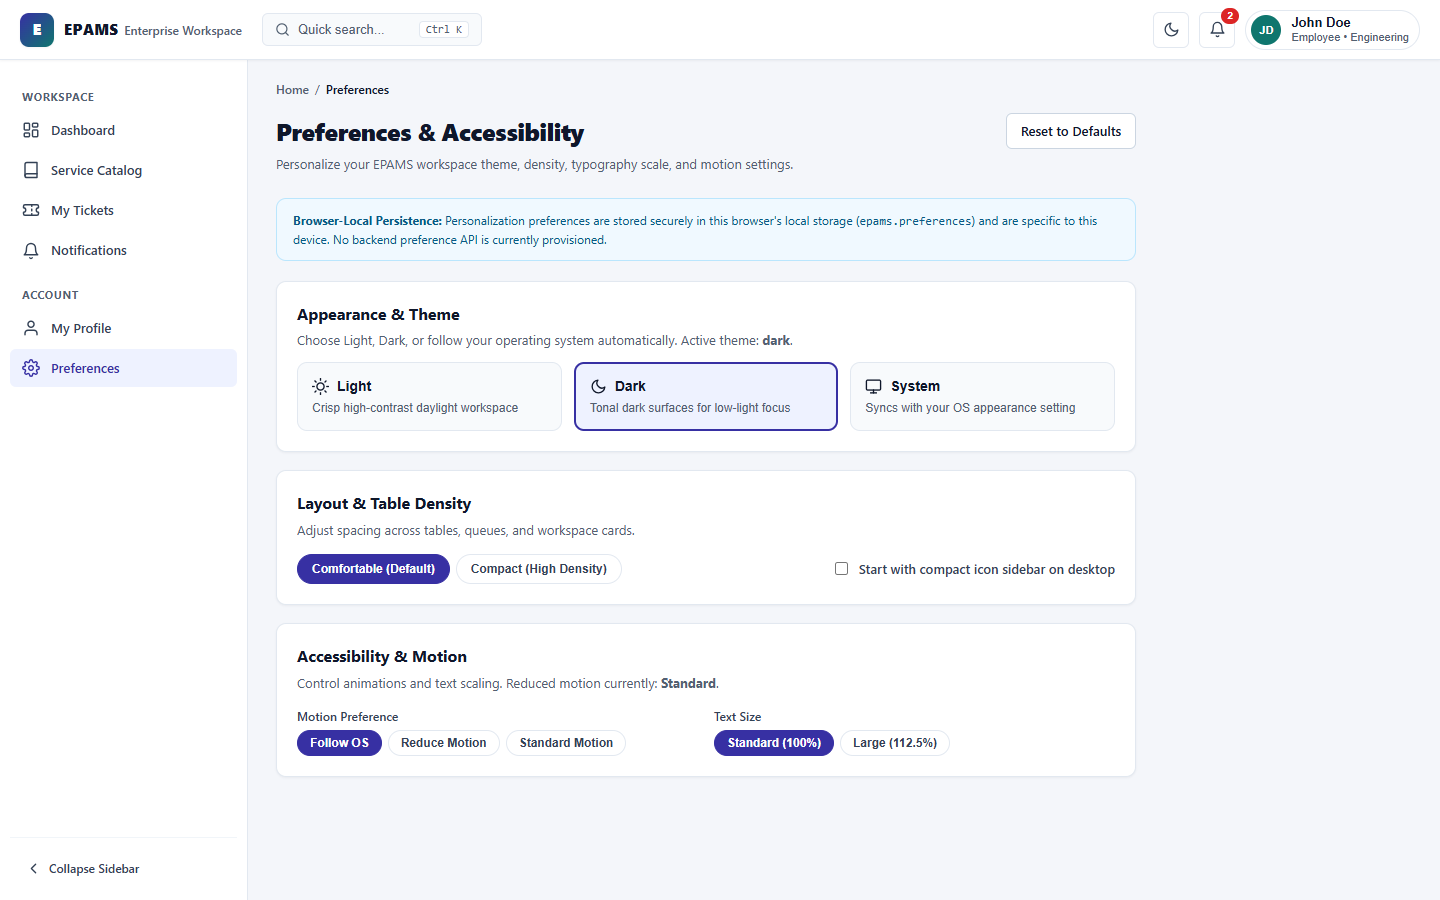 E EPAMS Enterprise Workspace
Quick search... Ctrl K
2
JD John Doe
Employee • Engineering
WORKSPACE
Dashboard
Service Catalog
My Tickets
Notifications
ACCOUNT
My Profile
Preferences
Collapse Sidebar
Home / Preferences
Preferences & Accessibility
Reset to Defaults
Personalize your EPAMS workspace theme, density, typography scale, and motion settings.
Browser-Local Persistence: Personalization preferences are stored securely in this browser's local storage (epams.preferences) and are specific to this
device. No backend preference API is currently provisioned.
Appearance & Theme
Choose Light, Dark, or follow your operating system automatically. Active theme: dark.
Light
Crisp high-contrast daylight workspace
Dark
Tonal dark surfaces for low-light focus
System
Syncs with your OS appearance setting
Layout & Table Density
Adjust spacing across tables, queues, and workspace cards.
Comfortable (Default) Compact (High Density) Start with compact icon sidebar on desktop
Accessibility & Motion
Control animations and text scaling. Reduced motion currently: Standard.
Motion Preference
Follow OS Reduce Motion Standard Motion
Text Size
Standard (100%) Large (112.5%)